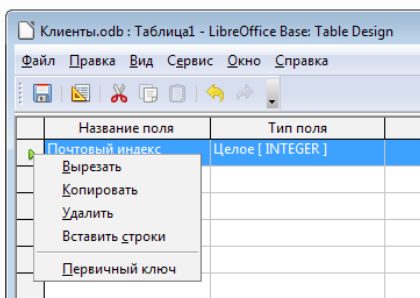 Клиенты.odb : Таблица1 - LibreOffice Base: Table Design
Файл Правка Вид Сервис Окно Справка
Название поля Тип поля
Почтовый индекс Целое [ INTEGER ]
Вырезать
Копировать
Удалить
Вставить строки
Первичный ключ